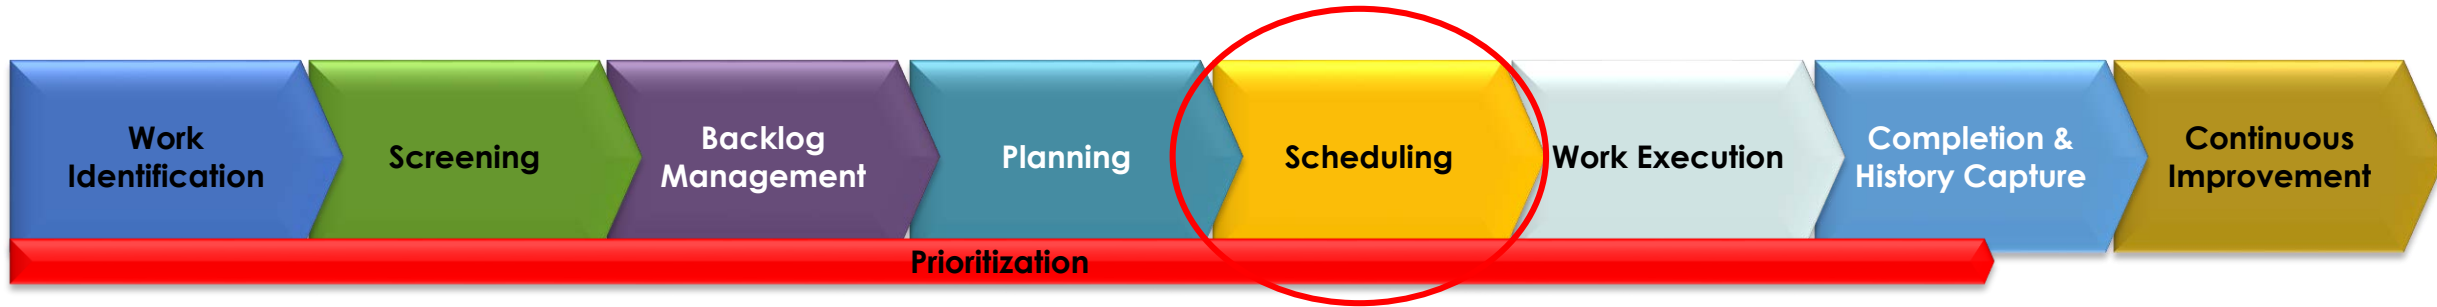 Work
Identification
Screening
Backlog
Management
Planning
Scheduling
Work Execution
Completion &
History Capture
Continuous
Improvement
Prioritization